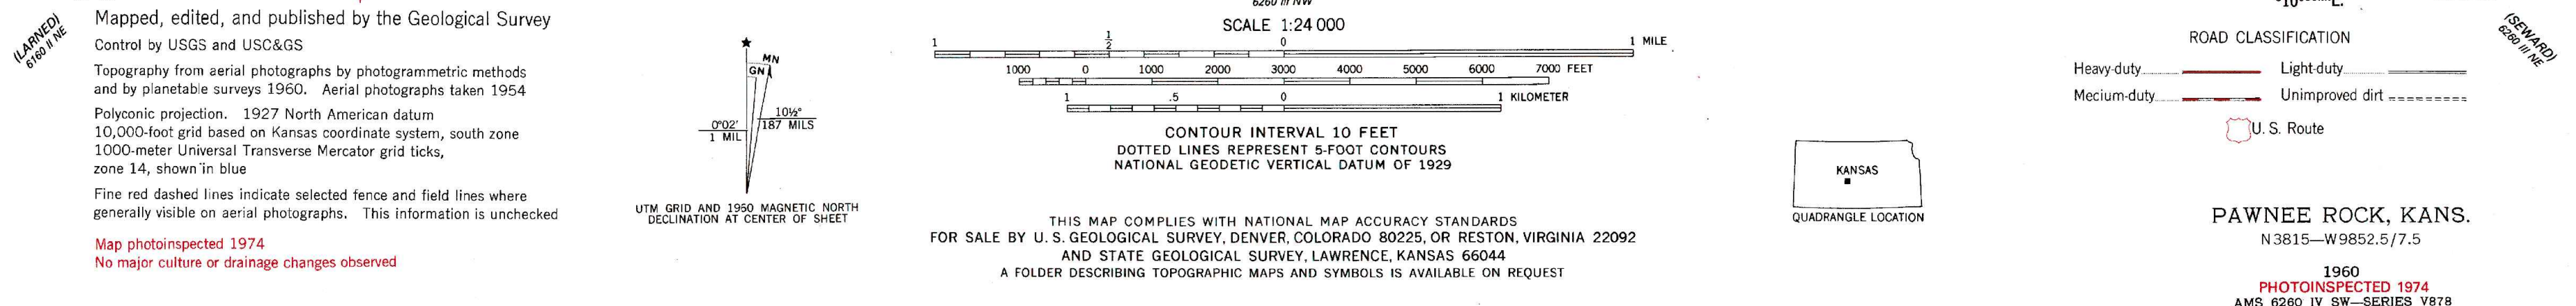 (LARNED)
6160 II NE
Mapped, edited, and published by the Geological Survey
Control by USGS and USC&GS
Topography from aerial photographs by photogrammetric methods
and by planetable surveys 1960. Aerial photographs taken 1954
Polyconic projection. 1927 North American datum
10,000-foot grid based on Kansas coordinate system, south zone
1000-meter Universal Transverse Mercator grid ticks,
zone 14, shown in blue
Fine red dashed lines indicate selected fence and field lines where
generally visible on aerial photographs. This information is unchecked
Map photoinspected 1974
No major culture or drainage changes observed
MN
GN
0°02'
1 MIL
10½°
187 MILS
UTM GRID AND 1960 MAGNETIC NORTH
DECLINATION AT CENTER OF SHEET
6260 III NW
SCALE 1:24 000
1 1/2 0 1 MILE
1000 0 1000 2000 3000 4000 5000 6000 7000 FEET
1 .5 0 1 KILOMETER
CONTOUR INTERVAL 10 FEET
DOTTED LINES REPRESENT 5-FOOT CONTOURS
NATIONAL GEODETIC VERTICAL DATUM OF 1929
THIS MAP COMPLIES WITH NATIONAL MAP ACCURACY STANDARDS
FOR SALE BY U. S. GEOLOGICAL SURVEY, DENVER, COLORADO 80225, OR RESTON, VIRGINIA 22092
AND STATE GEOLOGICAL SURVEY, LAWRENCE, KANSAS 66044
A FOLDER DESCRIBING TOPOGRAPHIC MAPS AND SYMBOLS IS AVAILABLE ON REQUEST
KANSAS
QUADRANGLE LOCATION
(SEWARD)
6260 III NE
ROAD CLASSIFICATION
Heavy-duty Light-duty
Mecium-duty Unimproved dirt
U. S. Route
PAWNEE ROCK, KANS.
N3815—W9852.5/7.5
1960
PHOTOINSPECTED 1974
AMS 6260 IV SW—SERIES V878